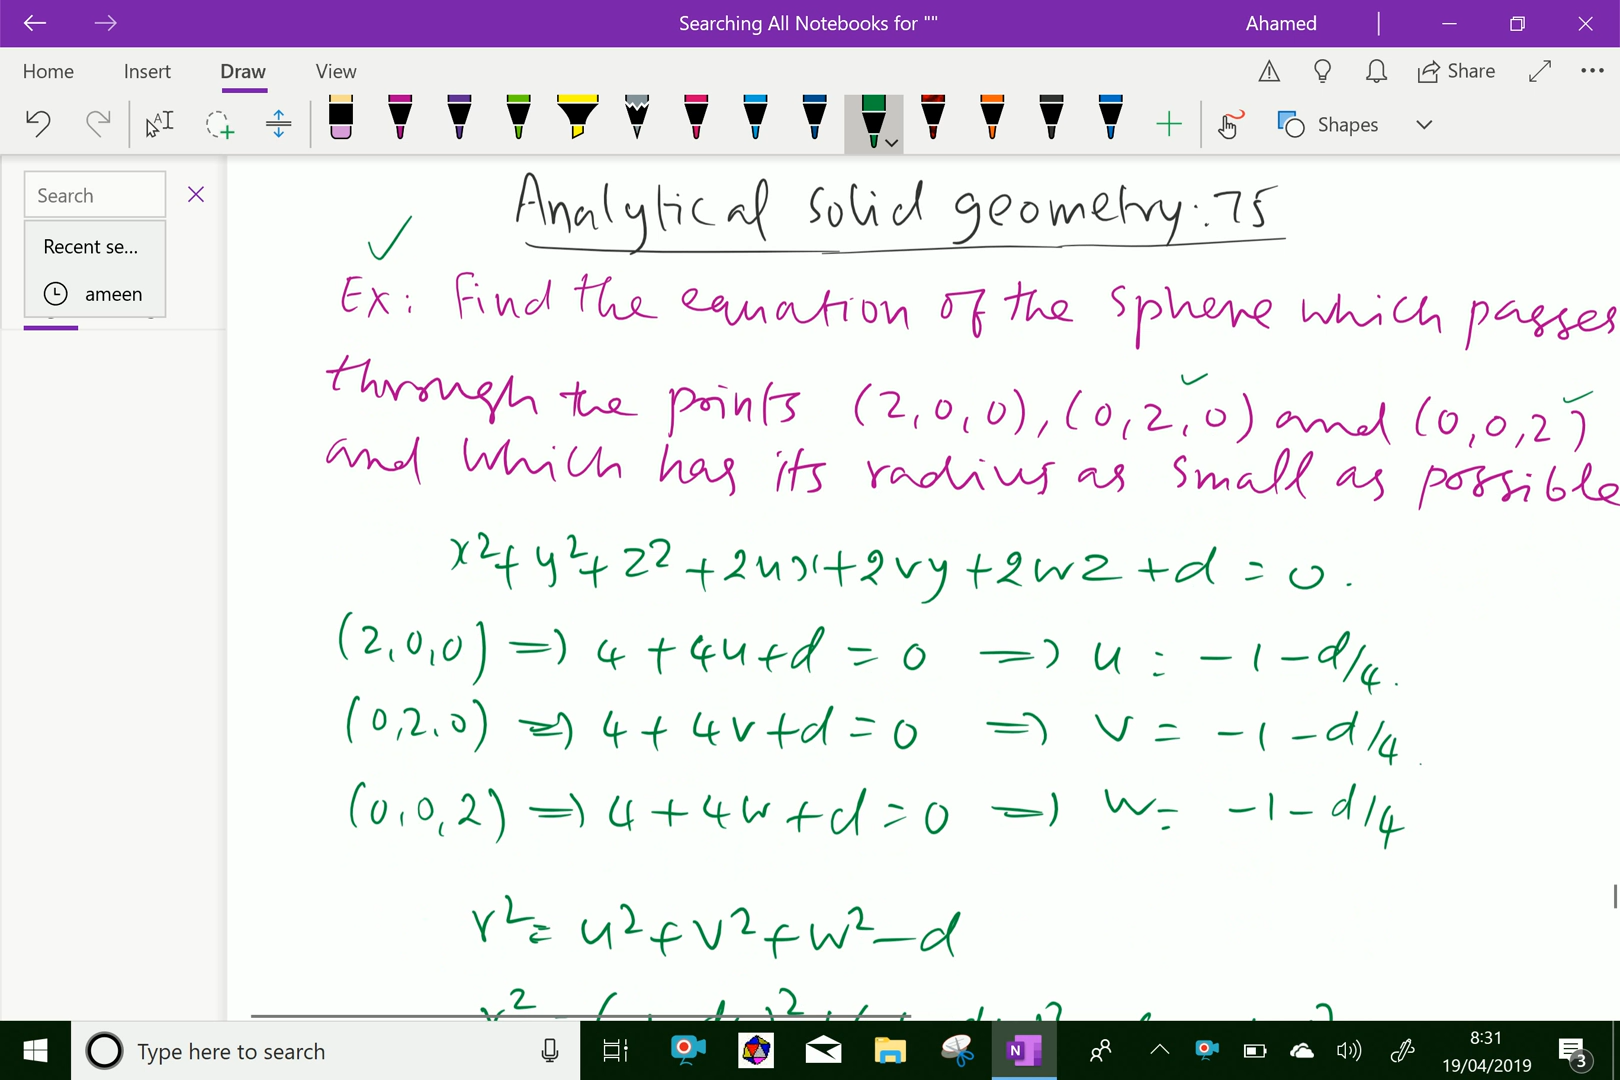 Searching All Notebooks for ""
Ahamed
Home Insert Draw View
Share
Shapes
Search
Recent se...
ameen
Analytical solid geometry: 75
Ex: Find the equation of the sphere which passes
through the points (2,0,0), (0,2,0) and (0,0,2)
and which has its radius as small as possible
x²+y²+z²+2ux+2vy+2wz+d=0.
(2,0,0) ⇒ 4+4u+d=0 ⇒ u=-1-d/4.
(0,2,0) ⇒ 4+4v+d=0 ⇒ v=-1-d/4.
(0,0,2) ⇒ 4+4w+d=0 ⇒ w=-1-d/4
r²=u²+v²+w²-d
Type here to search
8:31
19/04/2019
3